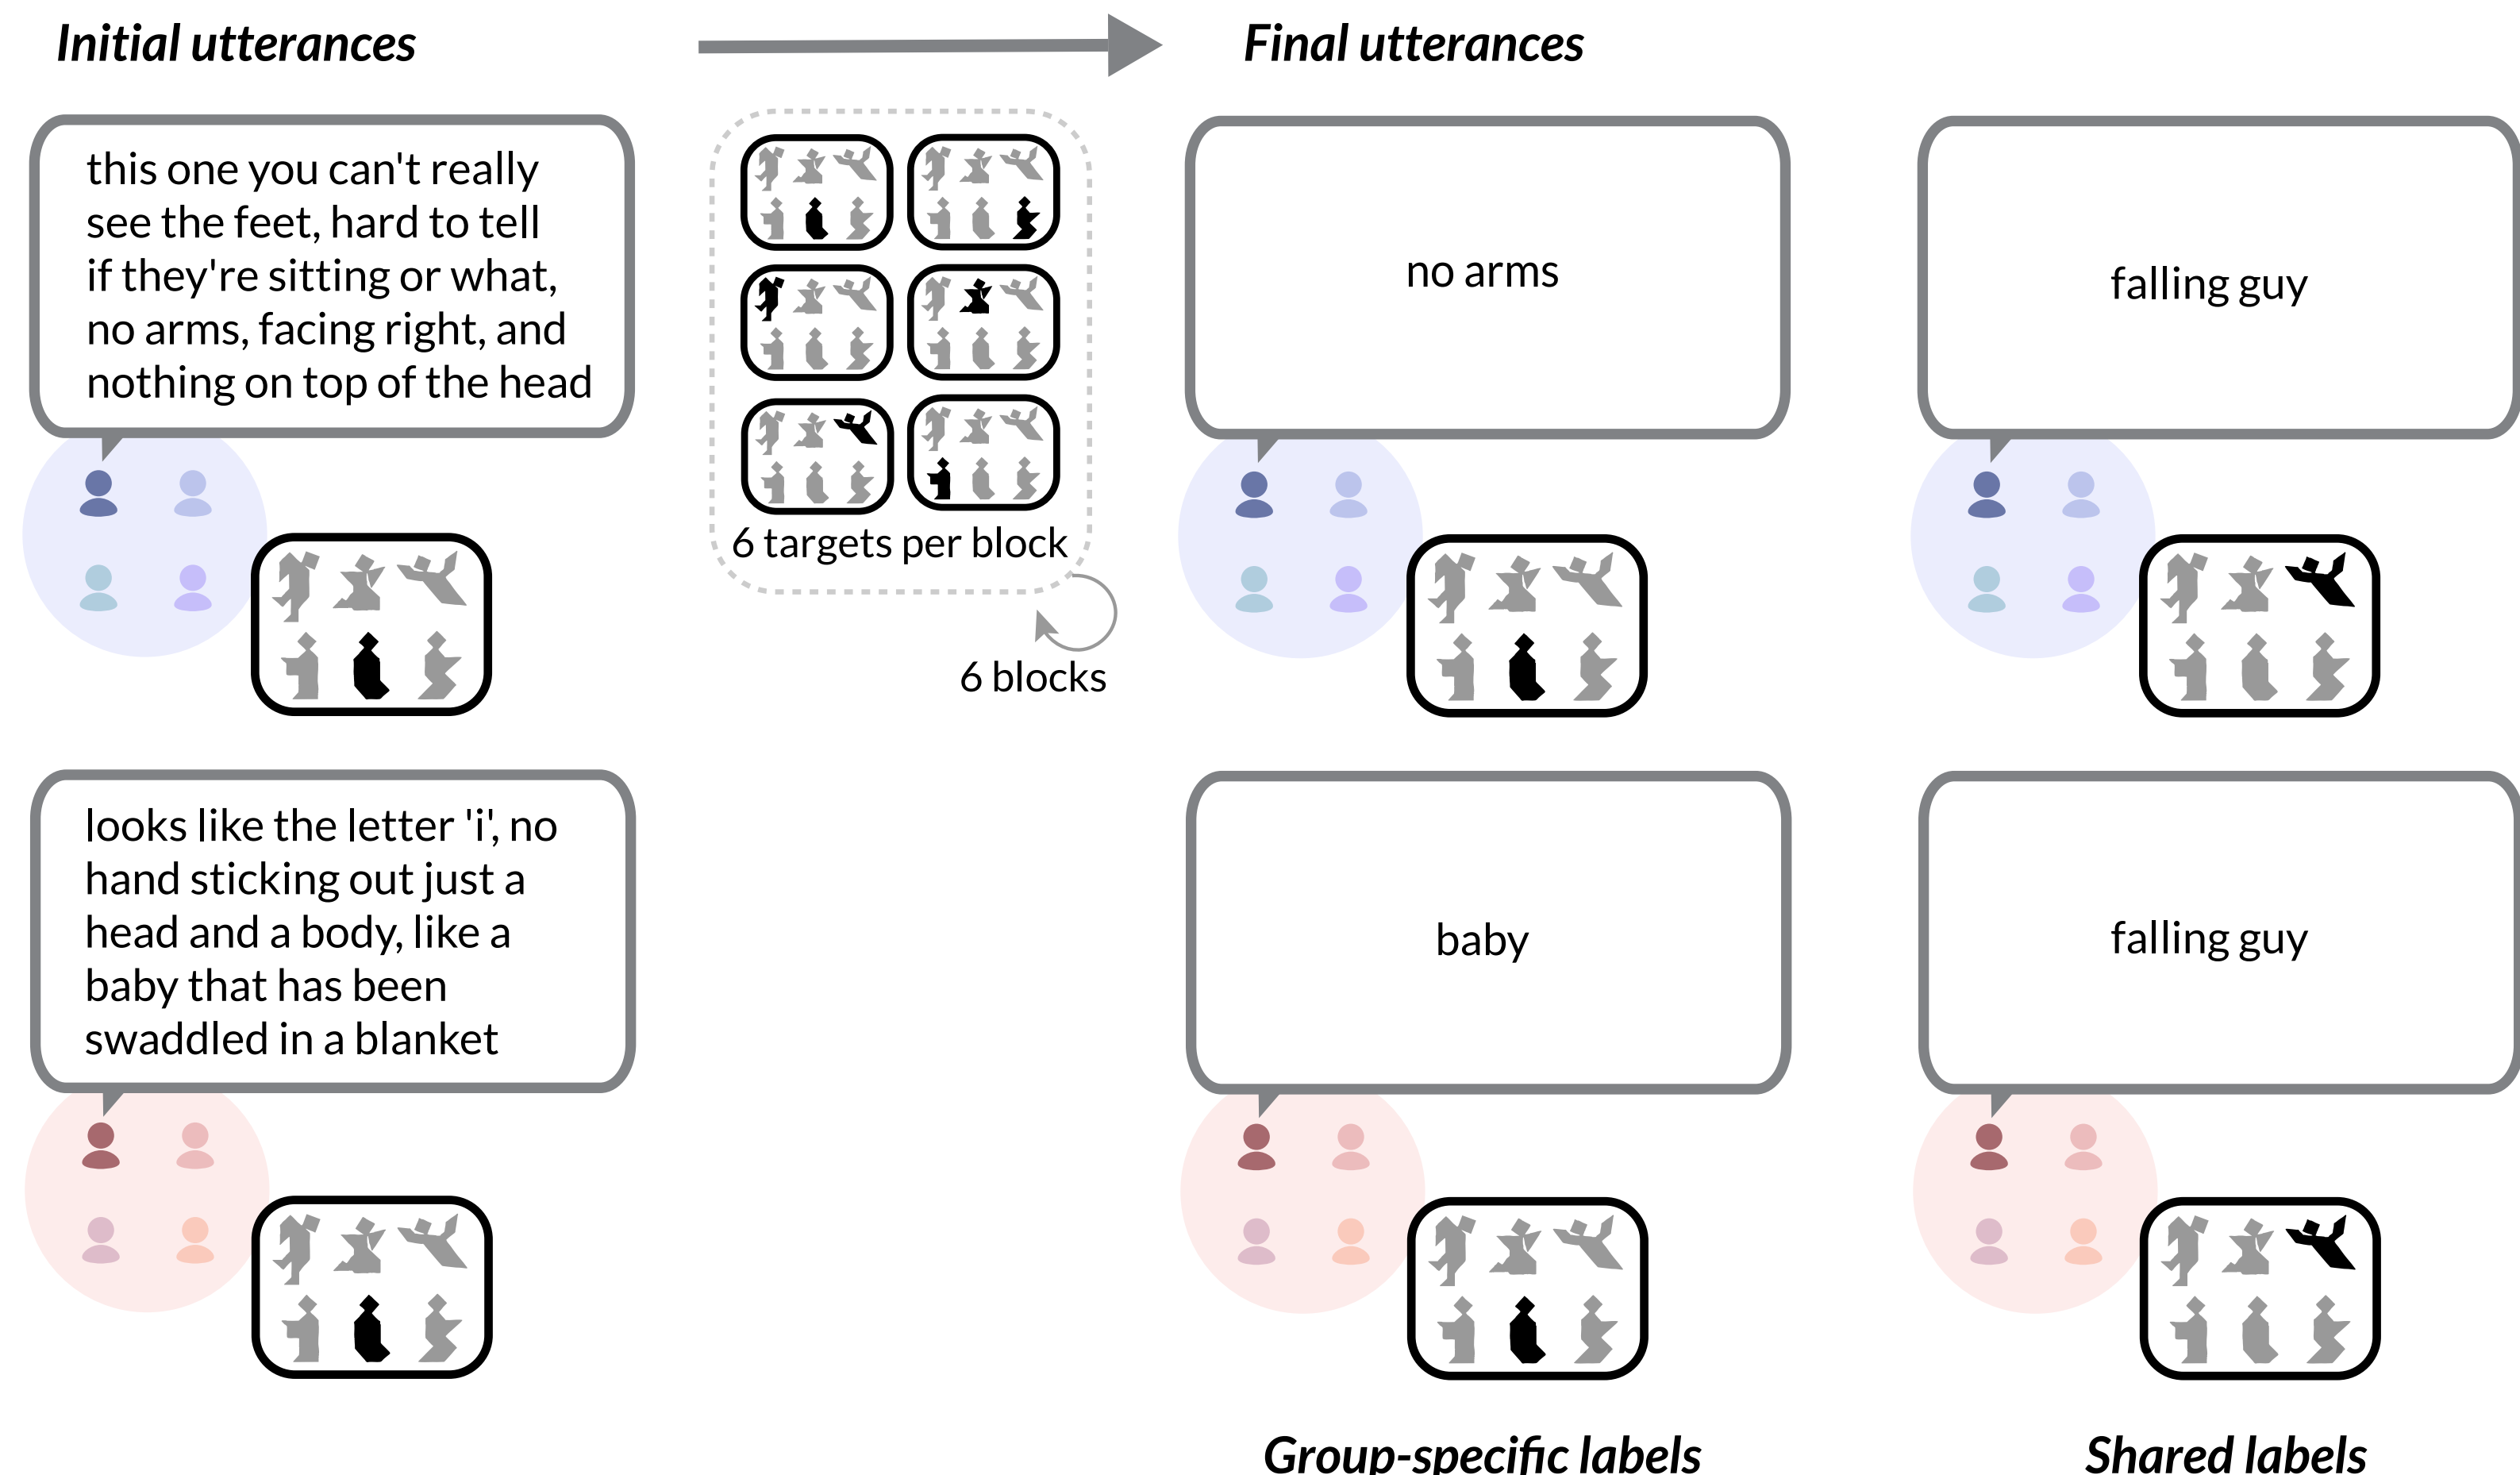 Initial utterances
Final utterances
this one you can't really
see the feet, hard to tell
if they're sitting or what,
no arms, facing right, and
nothing on top of the head
6 targets per block
6 blocks
no arms
falling guy
looks like the letter 'i', no
hand sticking out just a
head and a body, like a
baby that has been
swaddled in a blanket
baby
falling guy
Group-specific labels
Shared labels